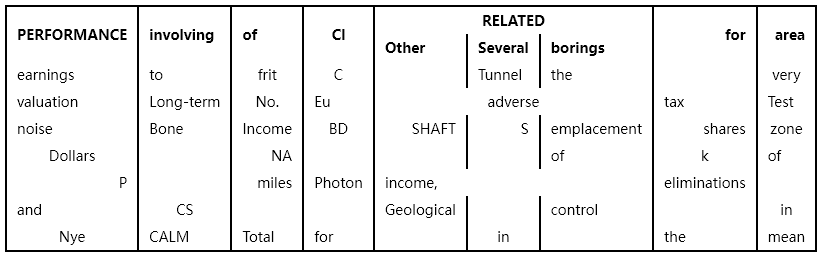 PERFORMANCE involving of CI RELATED for area
Other Several borings
earnings to frit C Tunnel the very
valuation Long-term No. Eu adverse tax Test
noise Bone Income BD SHAFT S emplacement shares zone
Dollars NA of k of
P miles Photon income, eliminations
and CS Geological control in
Nye CALM Total for in the mean